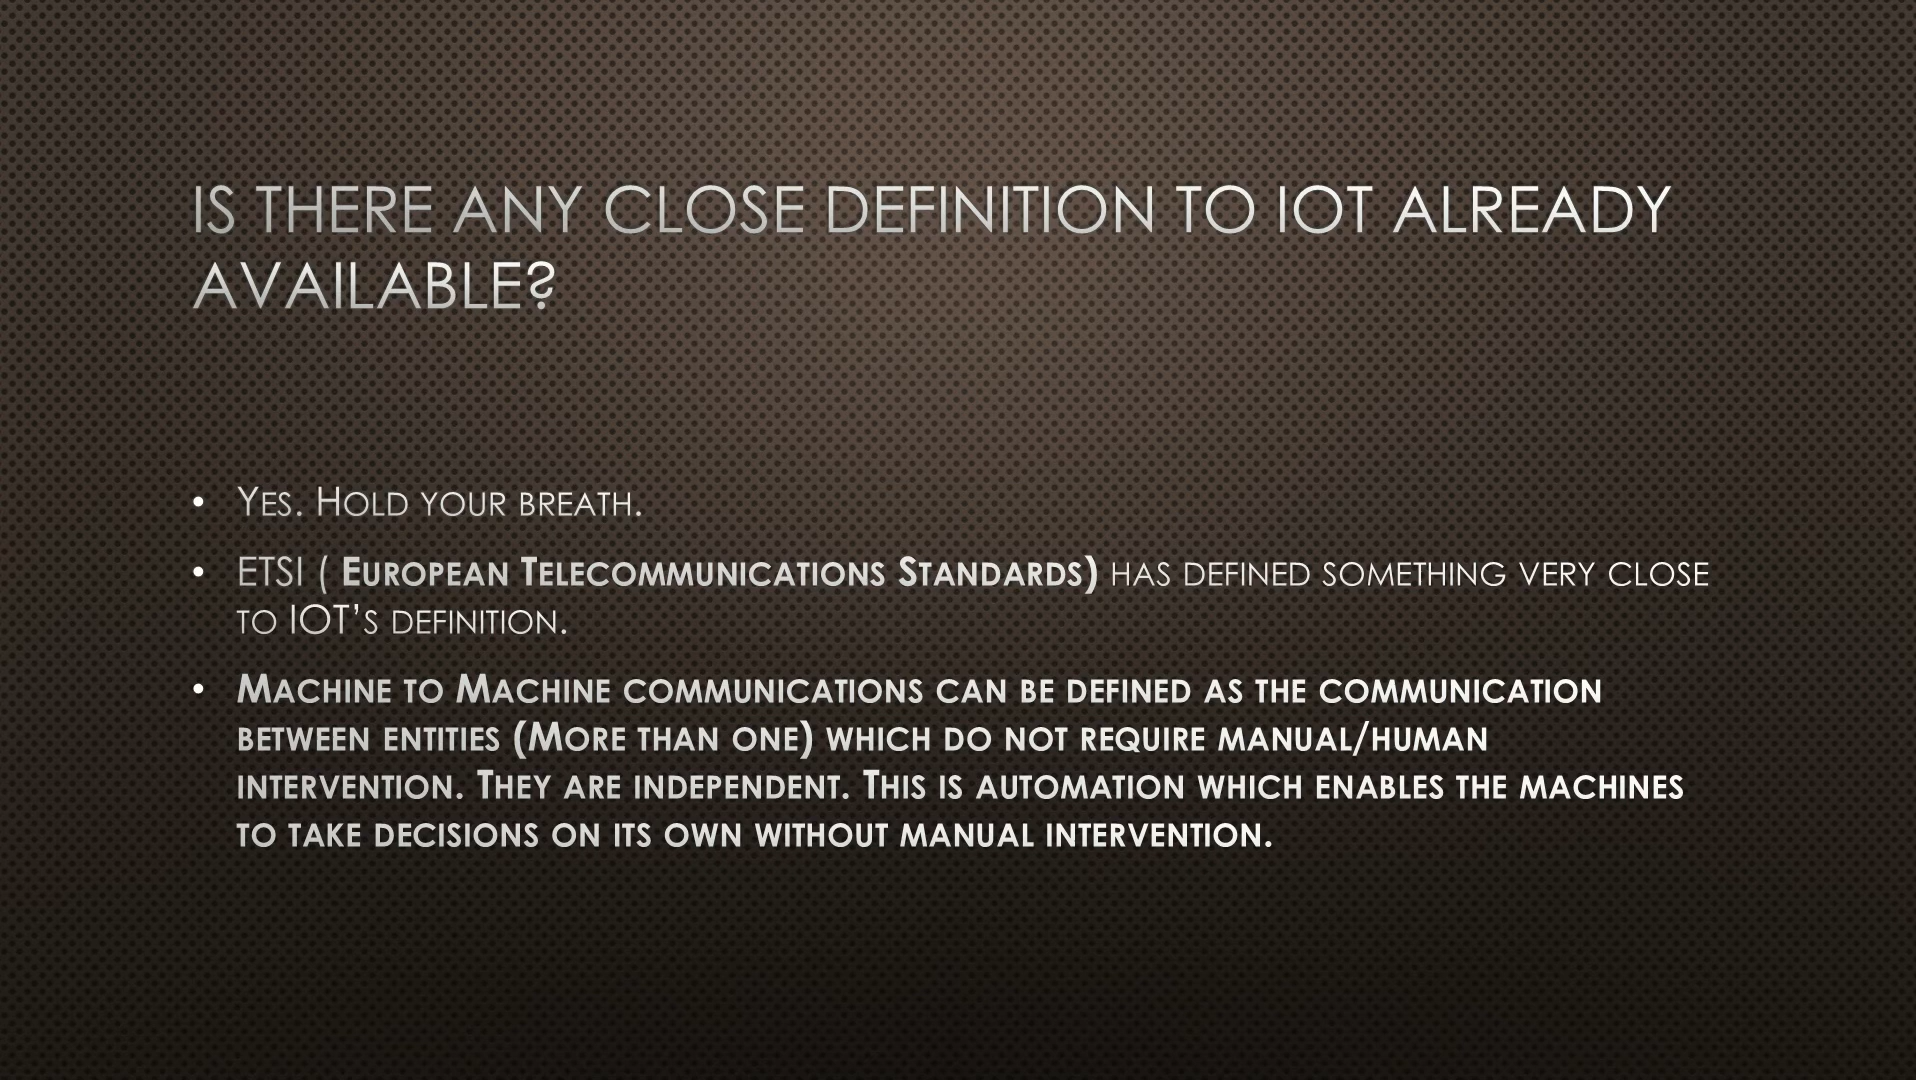 IS THERE ANY CLOSE DEFINITION TO IOT ALREADY
AVAILABLE?
• Yes. Hold your breath.
• ETSI ( European Telecommunications Standards) has defined something very close
to IOT’s definition.
• Machine to Machine communications can be defined as the communication
between entities (More than one) which do not require manual/human
intervention. They are independent. This is automation which enables the machines
to take decisions on its own without manual intervention.